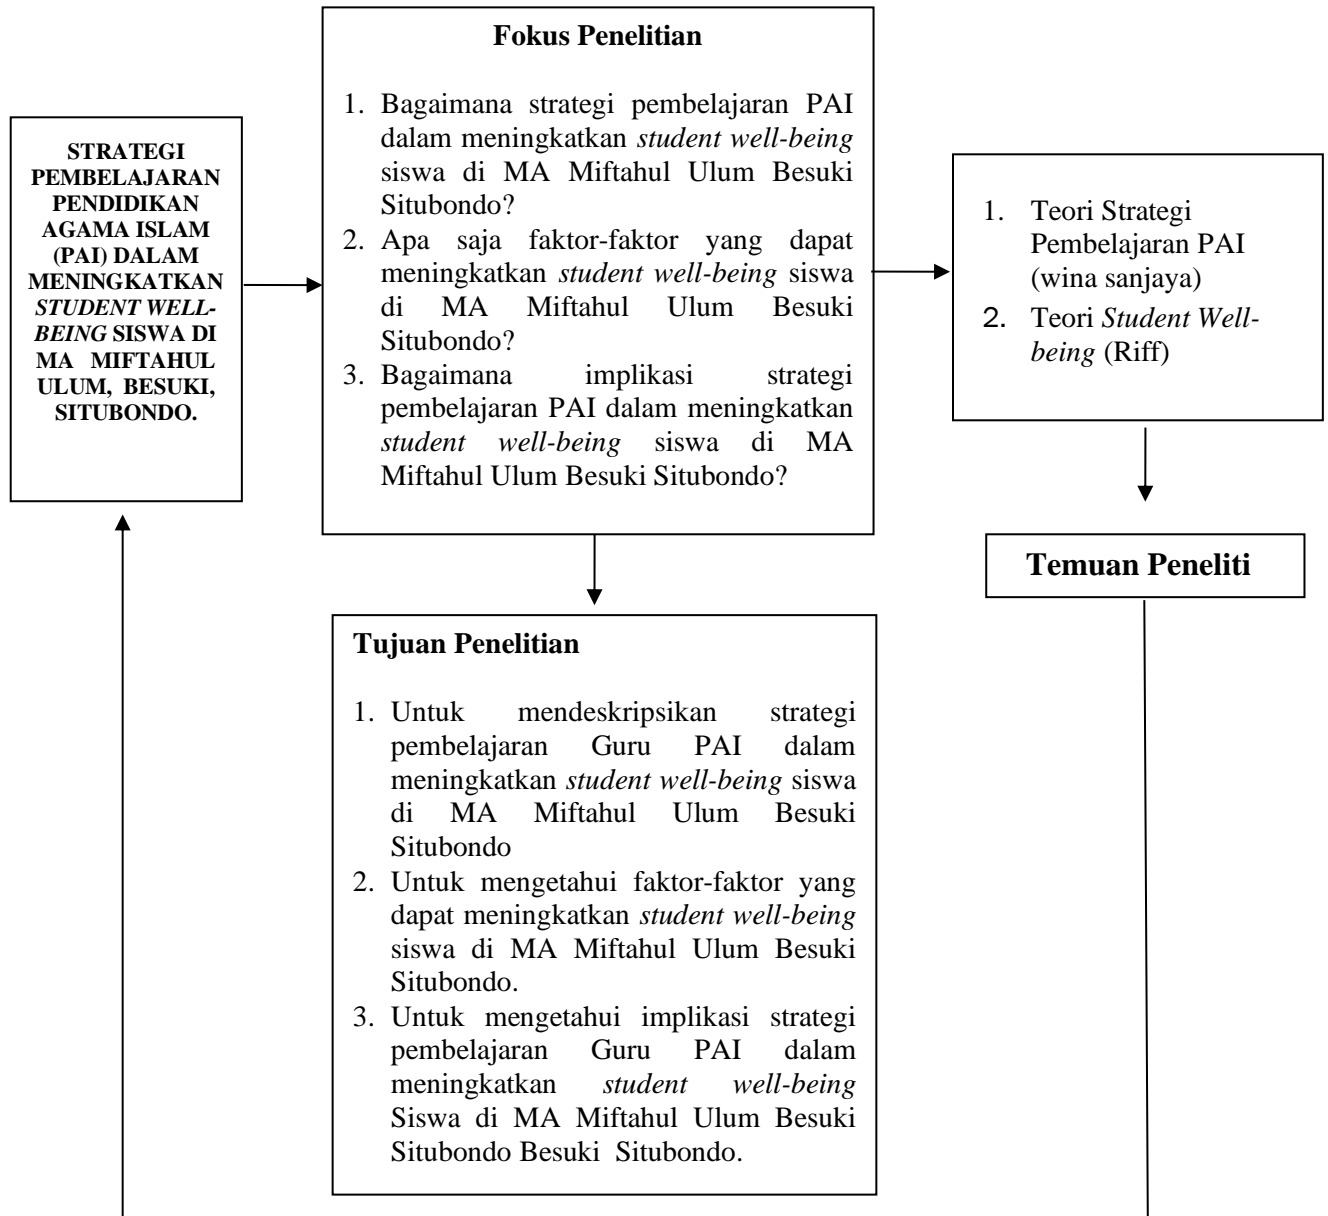 STRATEGI
PEMBELAJARAN
PENDIDIKAN
AGAMA ISLAM
(PAI) DALAM
MENINGKATKAN
STUDENT WELL-
BEING SISWA DI
MA MIFTAHUL
ULUM, BESUKI,
SITUBONDO.
Fokus Penelitian
1. Bagaimana strategi pembelajaran PAI
dalam meningkatkan student well-being
siswa di MA Miftahul Ulum Besuki
Situbondo?
2. Apa saja faktor-faktor yang dapat
meningkatkan student well-being siswa
di MA Miftahul Ulum Besuki
Situbondo?
3. Bagaimana implikasi strategi
pembelajaran PAI dalam meningkatkan
student well-being siswa di MA
Miftahul Ulum Besuki Situbondo?
1. Teori Strategi
Pembelajaran PAI
(wina sanjaya)
2. Teori Student Well-
being (Riff)
Temuan Peneliti
Tujuan Penelitian
1. Untuk mendeskripsikan strategi
pembelajaran Guru PAI dalam
meningkatkan student well-being siswa
di MA Miftahul Ulum Besuki
Situbondo
2. Untuk mengetahui faktor-faktor yang
dapat meningkatkan student well-being
siswa di MA Miftahul Ulum Besuki
Situbondo.
3. Untuk mengetahui implikasi strategi
pembelajaran Guru PAI dalam
meningkatkan student well-being
Siswa di MA Miftahul Ulum Besuki
Situbondo Besuki Situbondo.